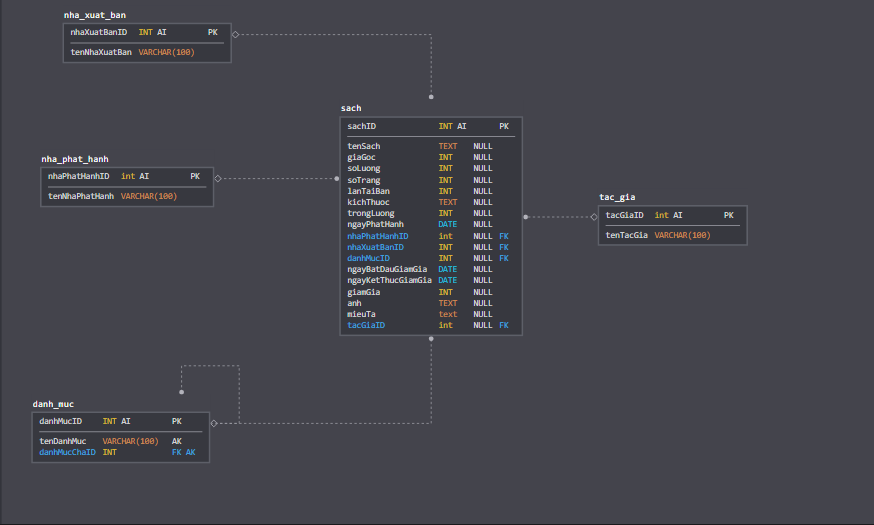 nha_xuat_ban
nhaXuatBanID INT AI PK
tenNhaXuatBan VARCHAR(100)
nha_phat_hanh
nhaPhatHanhID int AI PK
tenNhaPhatHanh VARCHAR(100)
sach
sachID INT AI PK
tenSach TEXT NULL
giaGoc INT NULL
soLuong INT NULL
soTrang INT NULL
lanTaiBan INT NULL
kichThuoc TEXT NULL
trongLuong INT NULL
ngayPhatHanh DATE NULL
nhaPhatHanhID int NULL FK
nhaXuatBanID INT NULL FK
danhMucID INT NULL FK
ngayBatDauGiamGia DATE NULL
ngayKetThucGiamGia DATE NULL
giamGia INT NULL
anh TEXT NULL
mieuTa text NULL
tacGiaID int NULL FK
tac_gia
tacGiaID int AI PK
tenTacGia VARCHAR(100)
danh_muc
danhMucID INT AI PK
tenDanhMuc VARCHAR(100) AK
danhMucChaID INT FK AK